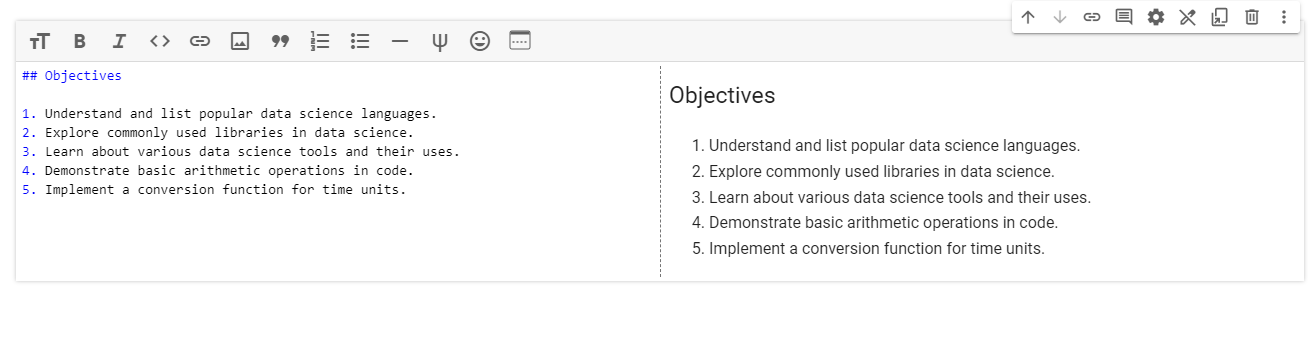 ## Objectives
1. Understand and list popular data science languages.
2. Explore commonly used libraries in data science.
3. Learn about various data science tools and their uses.
4. Demonstrate basic arithmetic operations in code.
5. Implement a conversion function for time units.
Objectives
1. Understand and list popular data science languages.
2. Explore commonly used libraries in data science.
3. Learn about various data science tools and their uses.
4. Demonstrate basic arithmetic operations in code.
5. Implement a conversion function for time units.